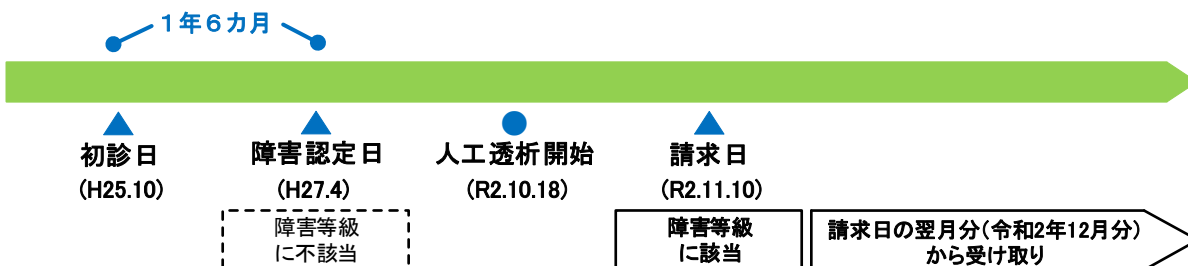 1年6カ月
初診日
(H25.10)
障害認定日
(H27.4)
人工透析開始
(R2.10.18)
請求日
(R2.11.10)
障害等級
に不該当
障害等級
に該当
請求日の翌月分(令和2年12月分)
から受け取り